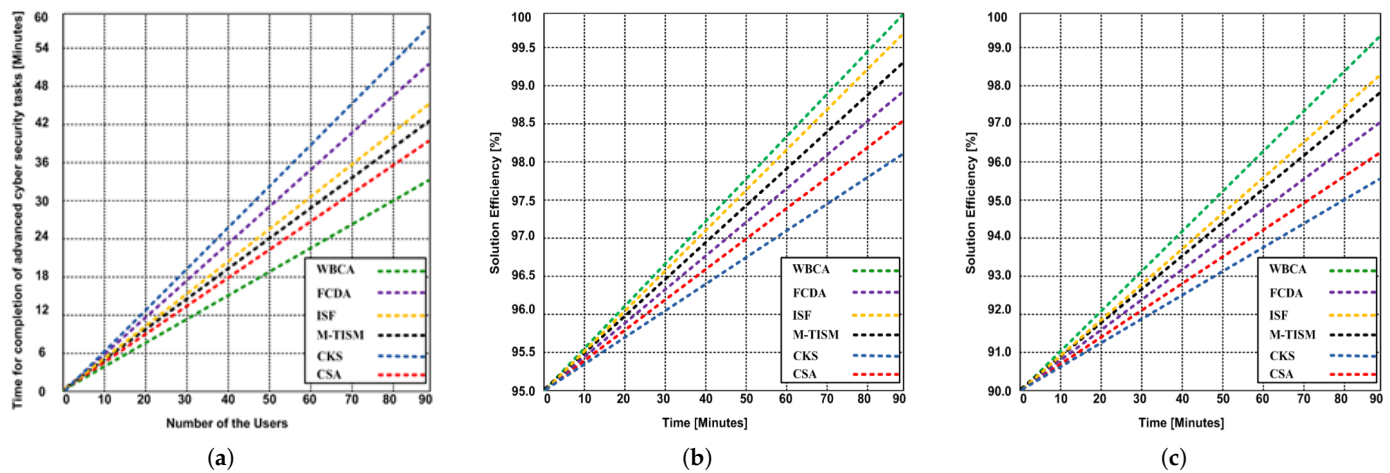 Time for completion of advanced cyber security tasks [Minutes]
60
54
48
42
36
30
24
18
12
6
0
WBCA
FCDA
ISF
M-TISM
CKS
CSA
0 10 20 30 40 50 60 70 80 90
Number of the Users
(a)
Solution Efficiency [%]
100
99.5
99.0
98.5
98.0
97.5
97.0
96.5
96.0
95.5
95.0
WBCA
FCDA
ISF
M-TISM
CKS
CSA
0 10 20 30 40 50 60 70 80 90
Time [Minutes]
(b)
Solution Efficiency [%]
100
99.0
98.0
97.0
96.0
95.0
94.0
93.0
92.0
91.0
90.0
WBCA
FCDA
ISF
M-TISM
CKS
CSA
0 10 20 30 40 50 60 70 80 90
Time [Minutes]
(c)